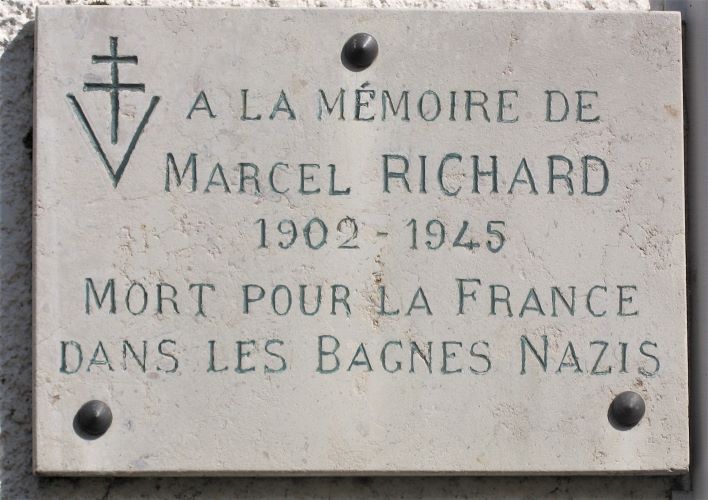 A LA MÉMOIRE DE
MARCEL RICHARD
1902 - 1945
MORT POUR LA FRANCE
DANS LES BAGNES NAZIS